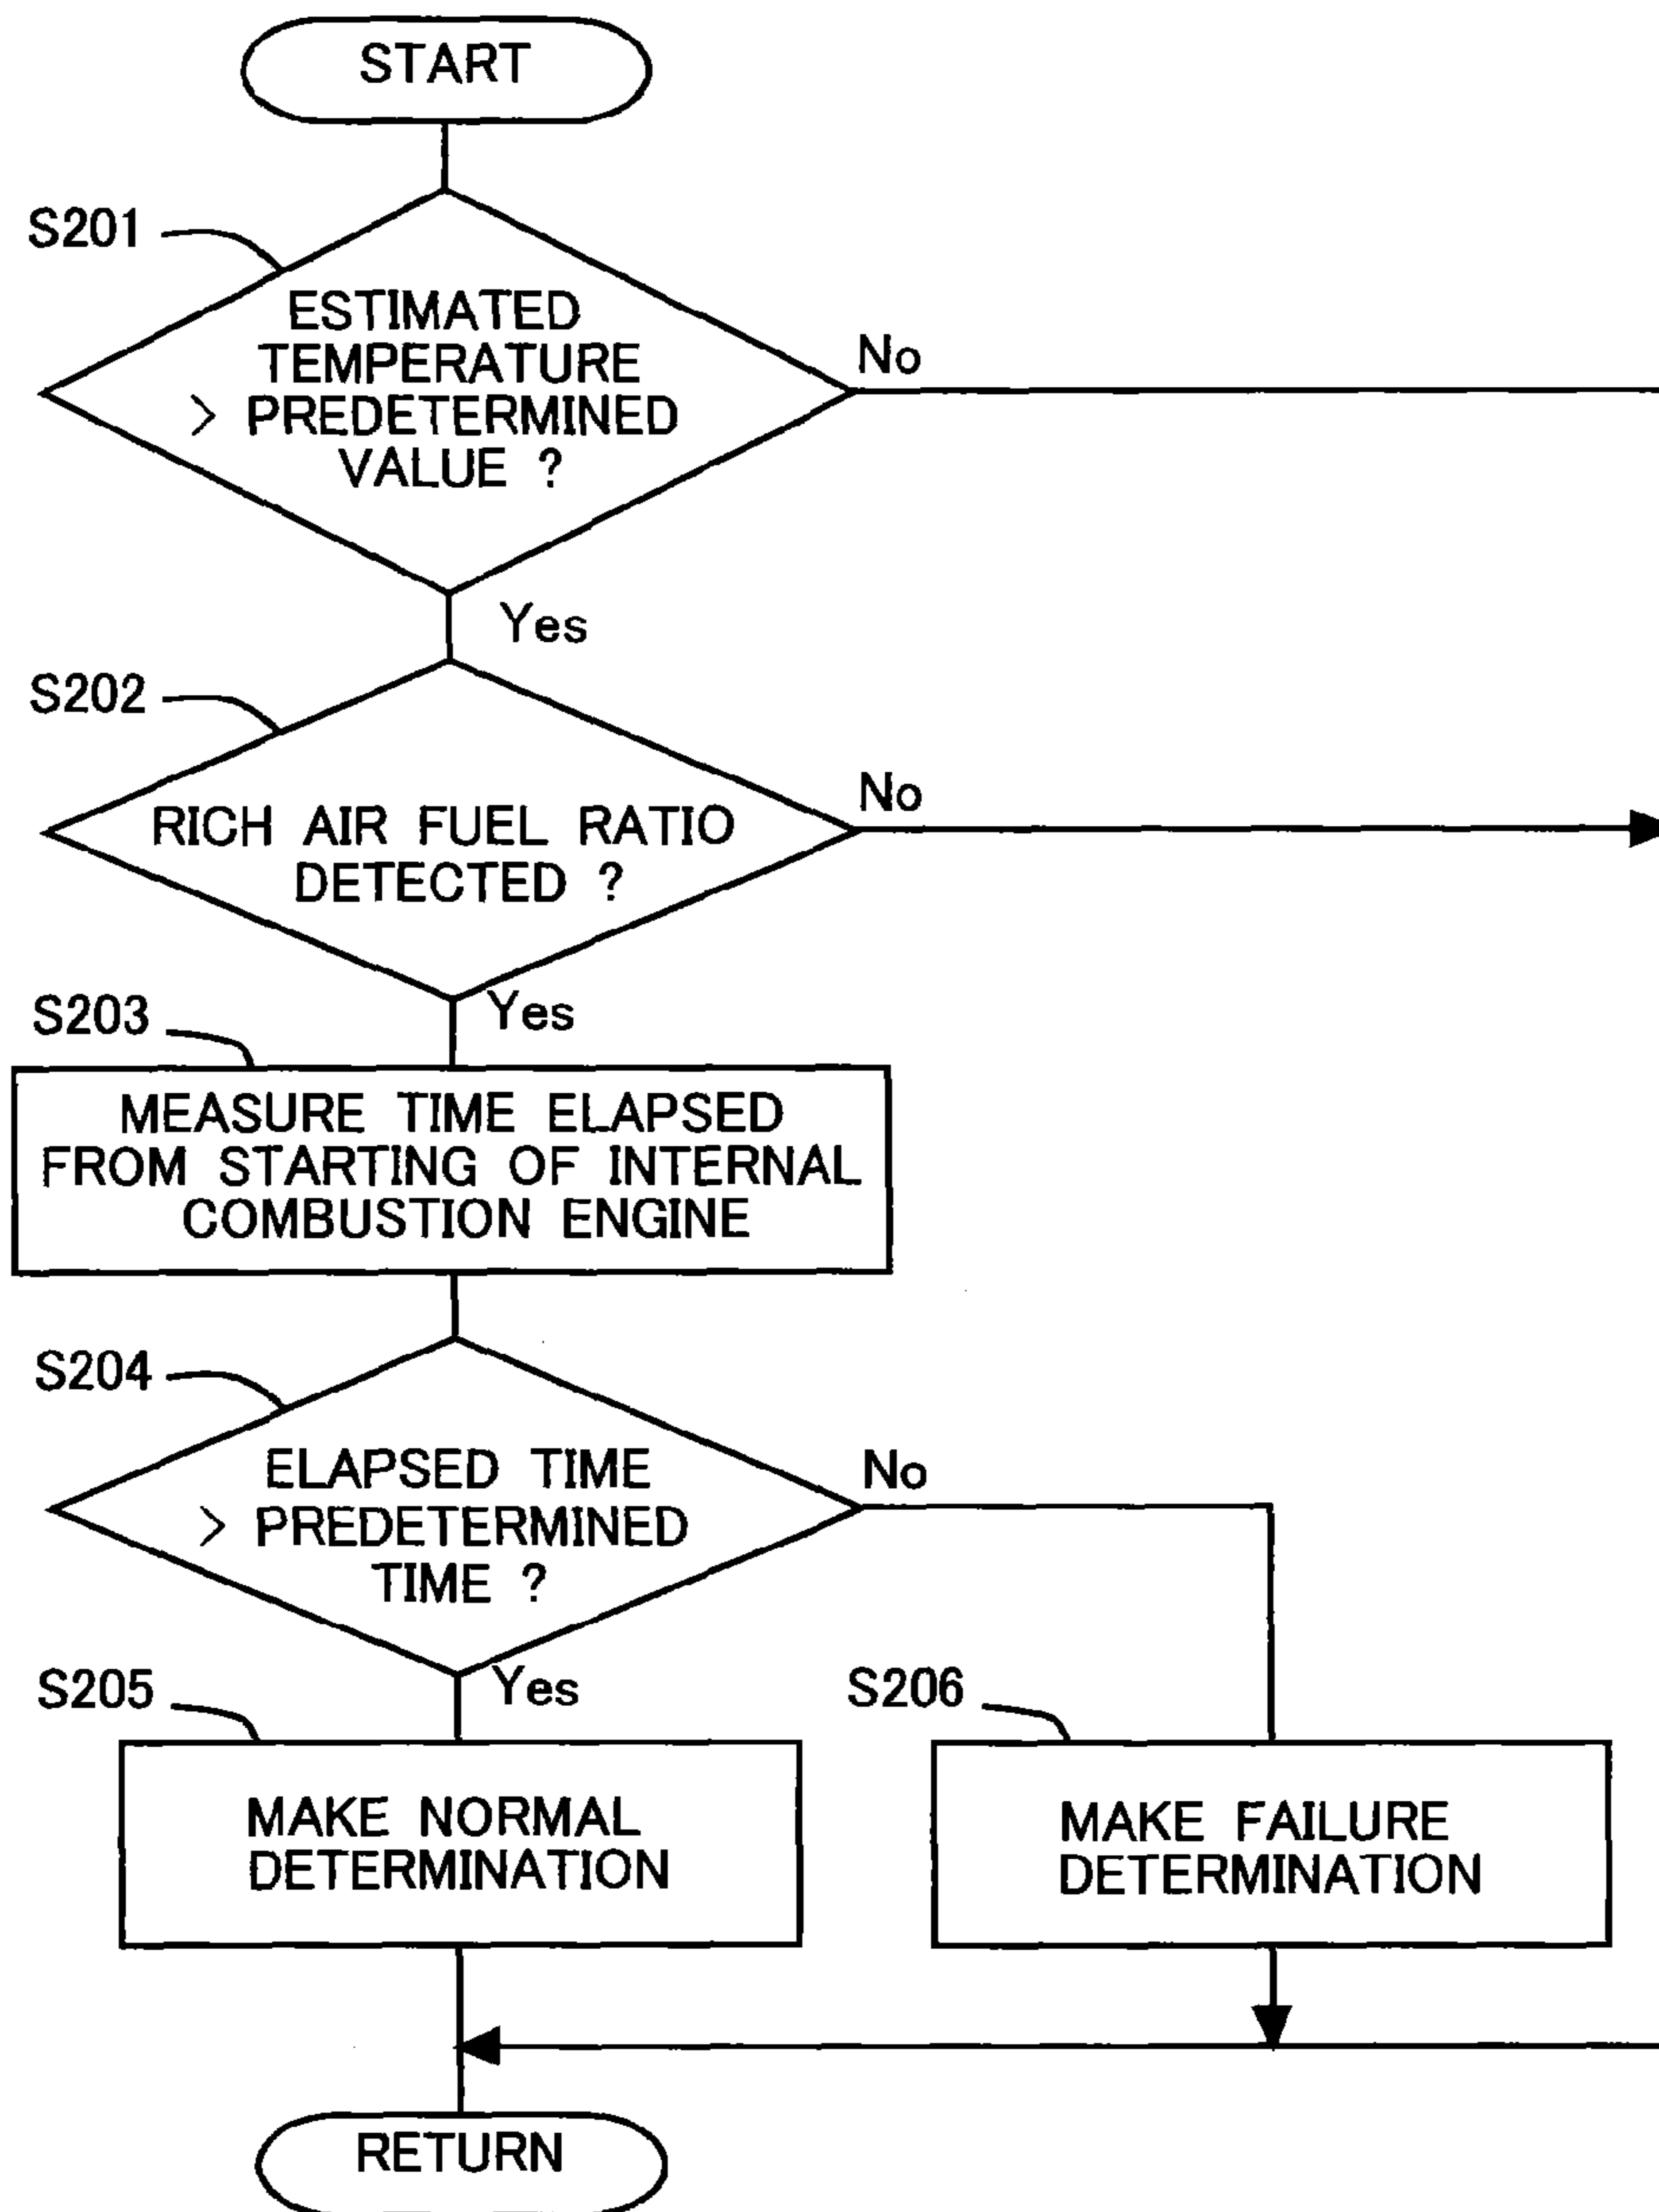 START
S201
ESTIMATED
TEMPERATURE
> PREDETERMINED
VALUE ?
No
Yes
S202
RICH AIR FUEL RATIO
DETECTED ?
No
Yes
S203
MEASURE TIME ELAPSED
FROM STARTING OF INTERNAL
COMBUSTION ENGINE
S204
ELAPSED TIME
> PREDETERMINED
TIME ?
No
Yes
S205
MAKE NORMAL
DETERMINATION
S206
MAKE FAILURE
DETERMINATION
RETURN